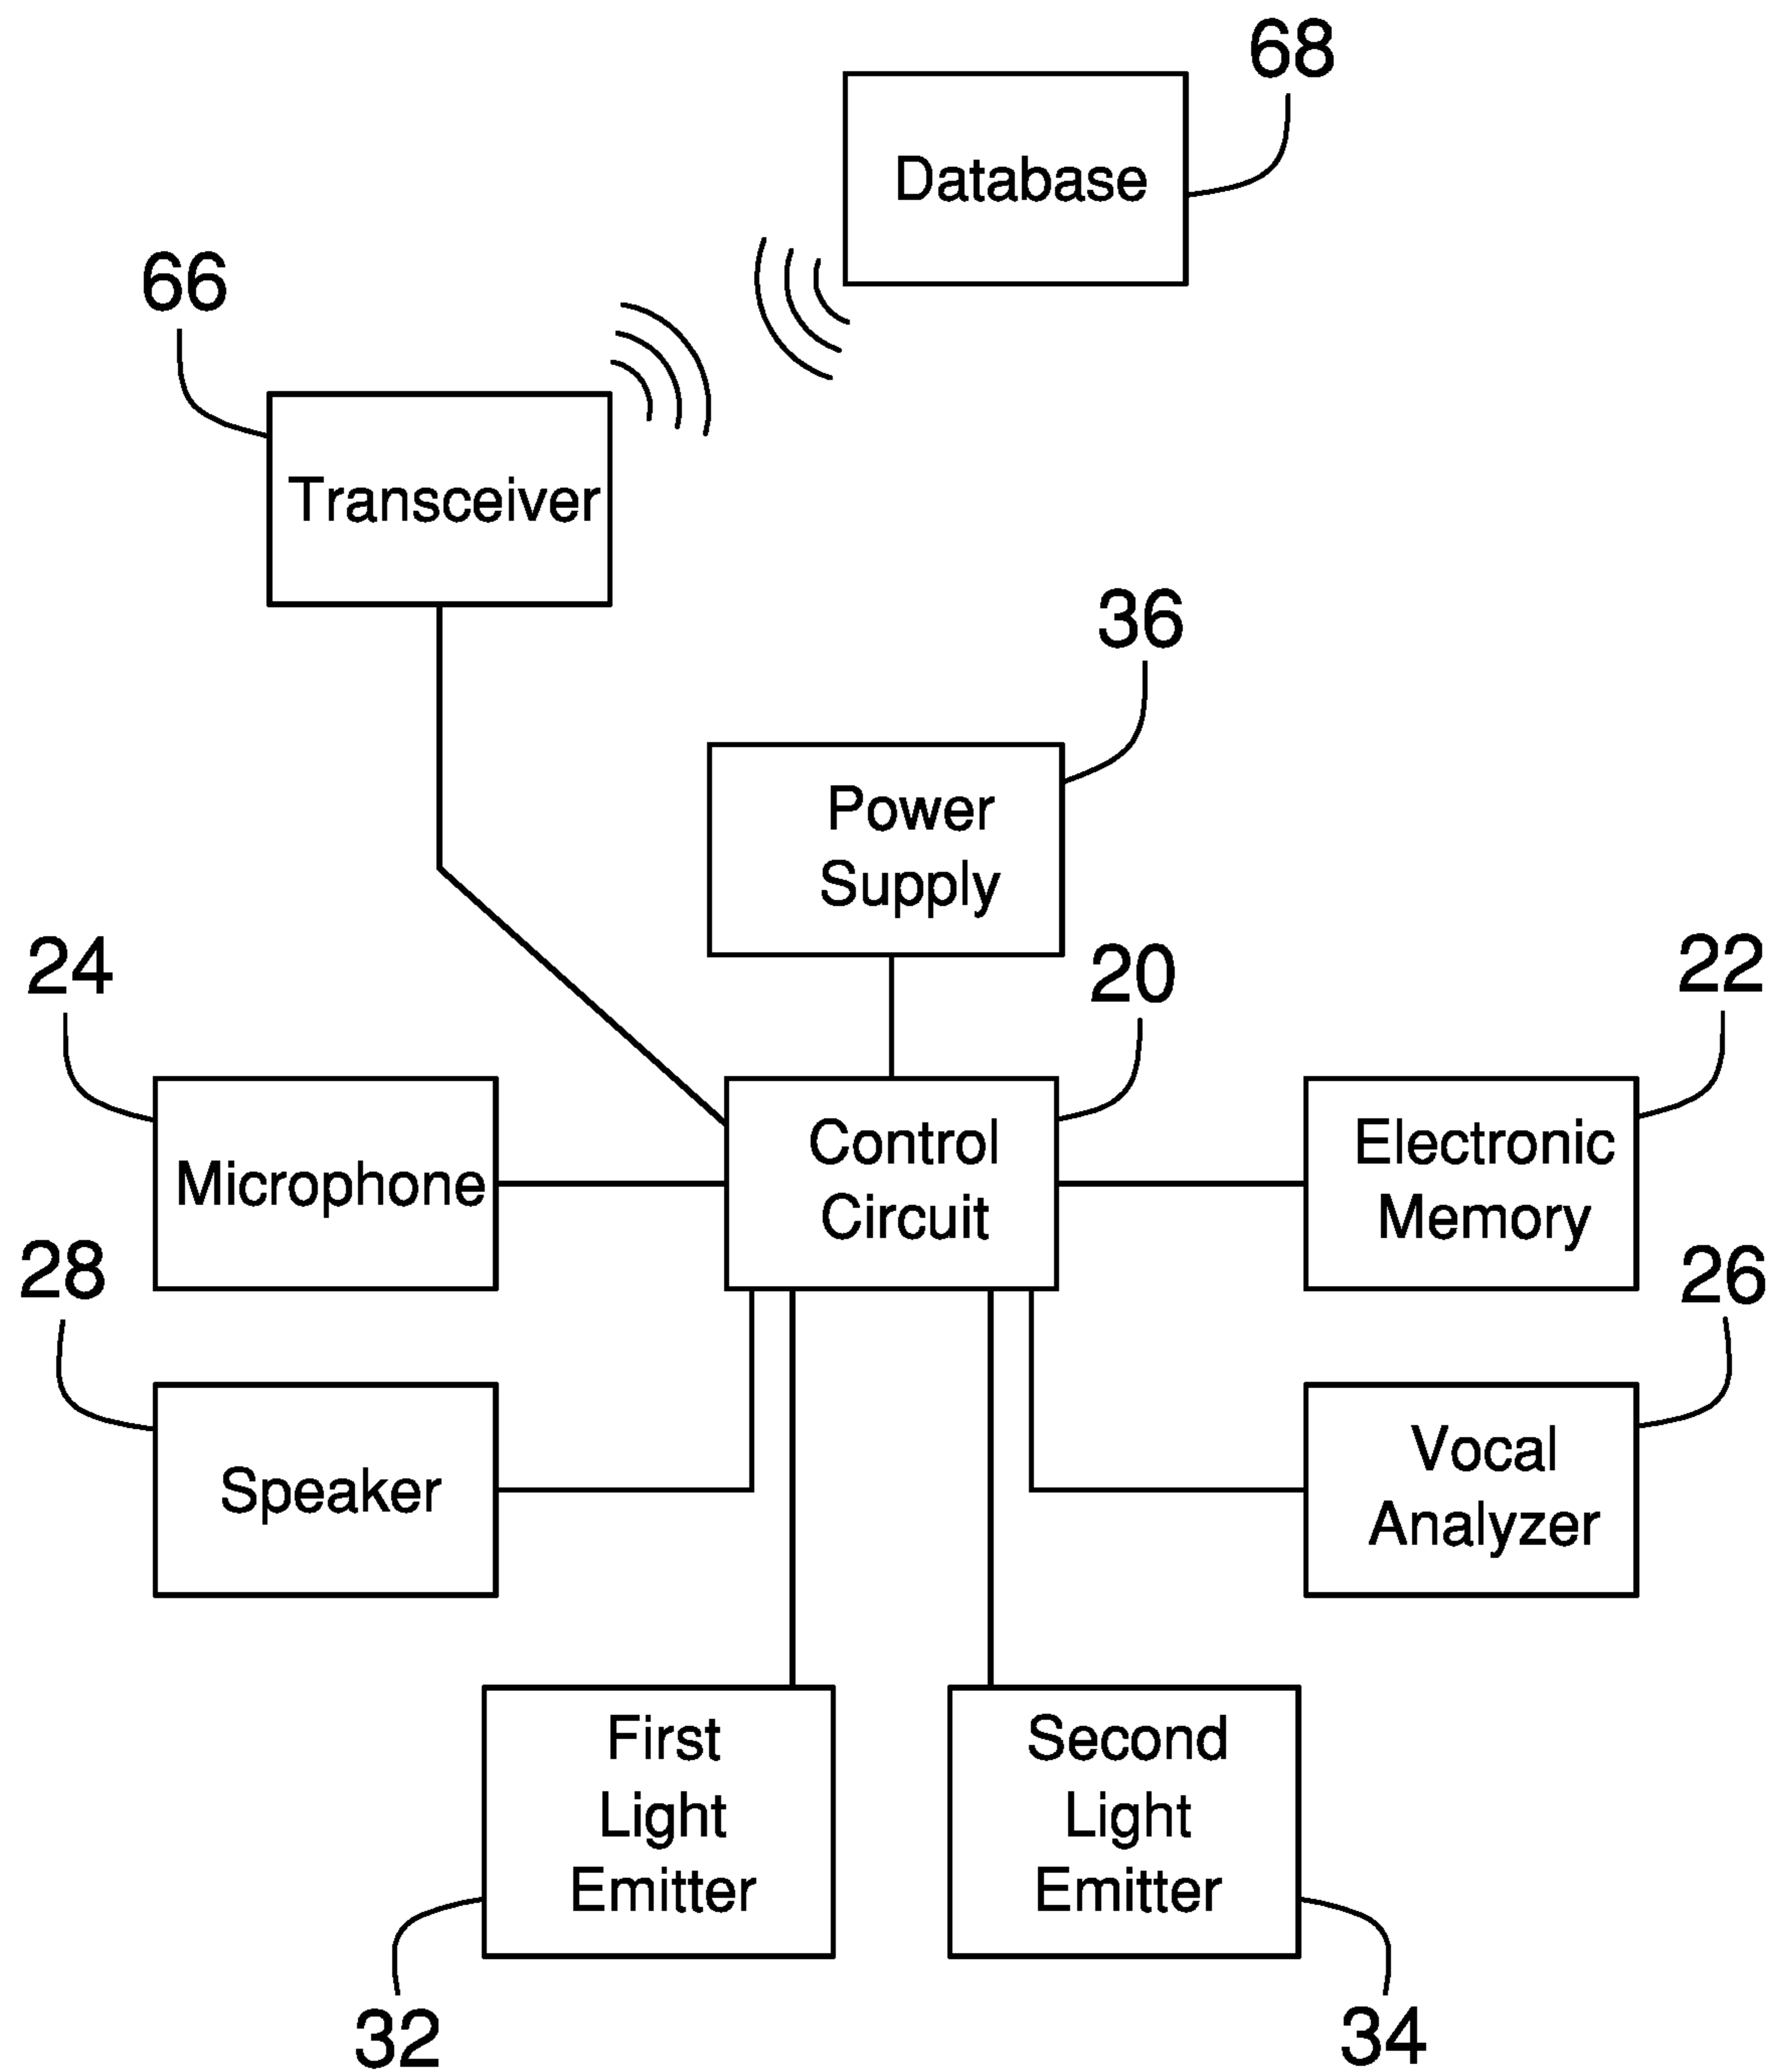 68
Database
66
Transceiver
36
Power
Supply
24
20
22
Microphone
Control
Circuit
Electronic
Memory
28
26
Speaker
Vocal
Analyzer
First
Light
Emitter
Second
Light
Emitter
32
34